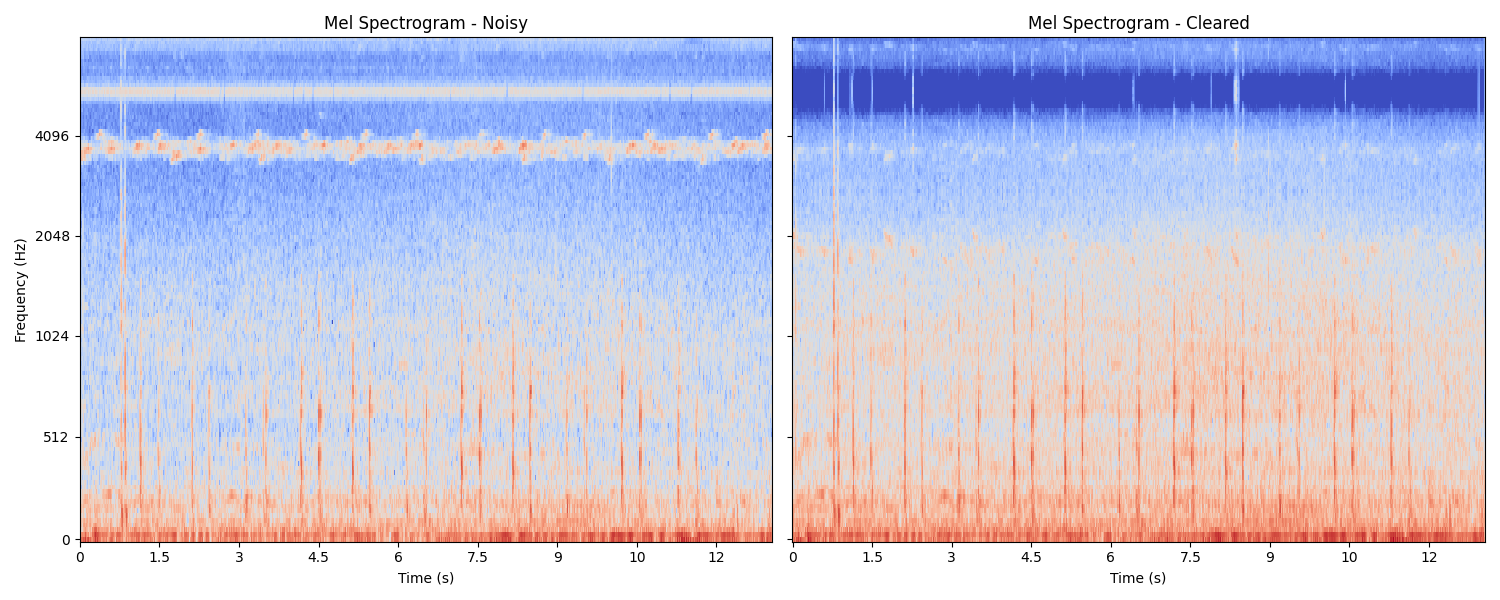 Mel Spectrogram - Noisy
Mel Spectrogram - Cleared
Frequency (Hz)
4096
2048
1024
512
0
0 1.5 3 4.5 6 7.5 9 10 12
0 1.5 3 4.5 6 7.5 9 10 12
Time (s)
Time (s)